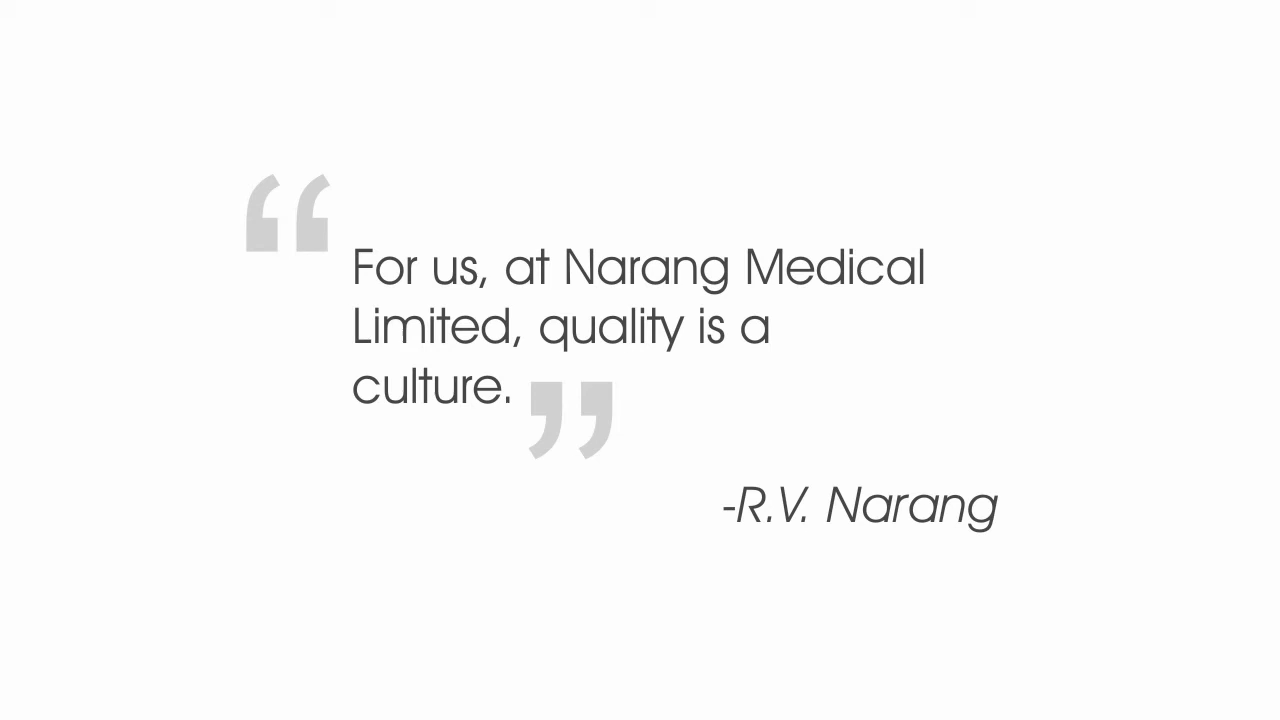 “For us, at Narang Medical
Limited, quality is a
culture.”
-R.V. Narang